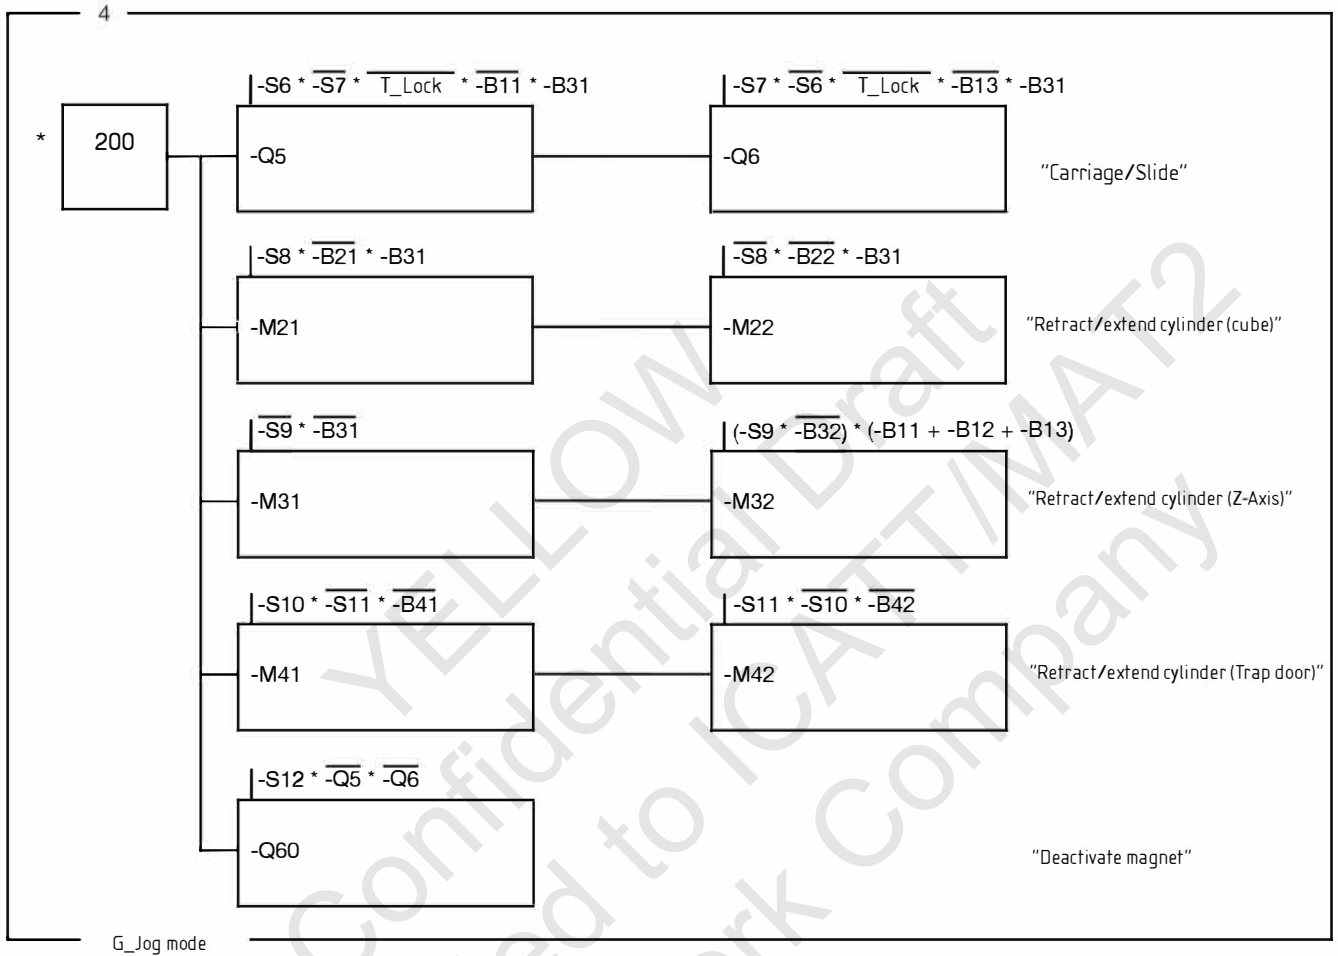 4
-S6 * -S7 * T_Lock * -B11 * -B31
-S7 * -S6 * T_Lock * -B13 * -B31
*
200
-Q5
-Q6
"Carriage/Slide"
-S8 * -B21 * -B31
-S8 * -B22 * -B31
-M21
-M22
"Retract/extend cylinder (cube)"
-S9 * -B31
(-S9 * -B32) * (-B11 + -B12 + -B13)
-M31
-M32
"Retract/extend cylinder (Z-Axis)"
-S10 * -S11 * -B41
-S11 * -S10 * -B42
-M41
-M42
"Retract/extend cylinder (Trap door)"
-S12 * -Q5 * -Q6
-Q60
"Deactivate magnet"
G_Jog mode
YELLOW
Confidential Draft
ed to ICATT/MAT2
rk Company